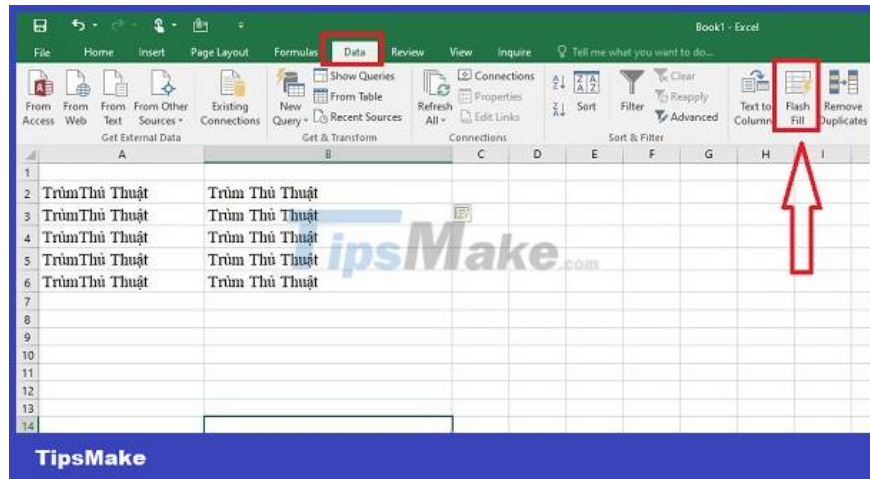 Book1 - Excel
File Home Insert Page Layout Formulas Data Review View Inquire Tell me what you want to do...
From Access From Web From Text From Other Sources Existing Connections New Query Show Queries From Table Recent Sources Refresh All Connections Properties Edit Links Sort Filter Clear Reapply Advanced Text to Column Flash Fill Remove Duplicates
Get External Data Get & Transform Connections Sort & Filter
A B C D E F G H I
1
2 TrùmThủ Thuật Trùm Thủ Thuật
3 TrùmThủ Thuật Trùm Thủ Thuật
4 TrùmThủ Thuật Trùm Thủ Thuật
5 TrùmThủ Thuật Trùm Thủ Thuật
6 TrùmThủ Thuật Trùm Thủ Thuật
TipsMake.com
7
8
9
10
11
12
13
14
TipsMake